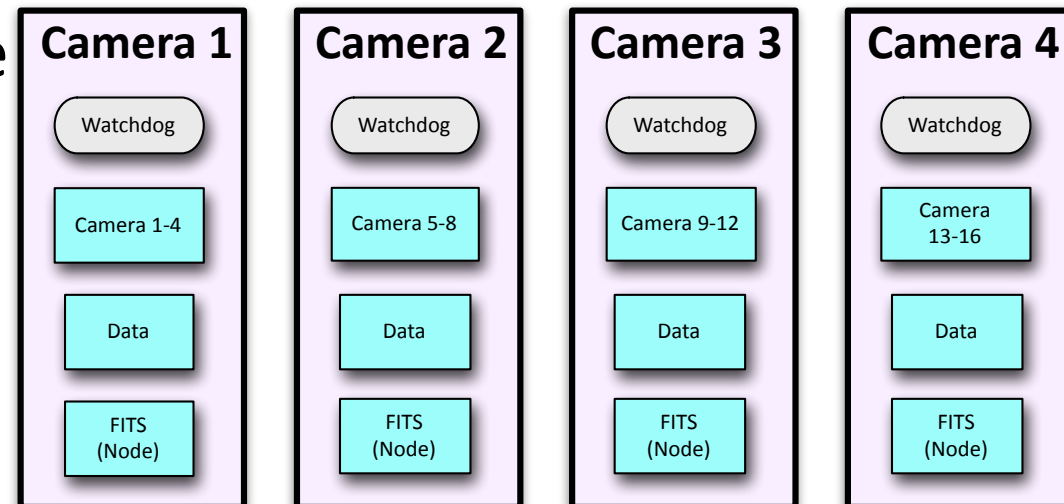 Camera 1
Watchdog
Camera 1-4
Data
FITS
(Node)
Camera 2
Watchdog
Camera 5-8
Data
FITS
(Node)
Camera 3
Watchdog
Camera 9-12
Data
FITS
(Node)
Camera 4
Watchdog
Camera
13-16
Data
FITS
(Node)